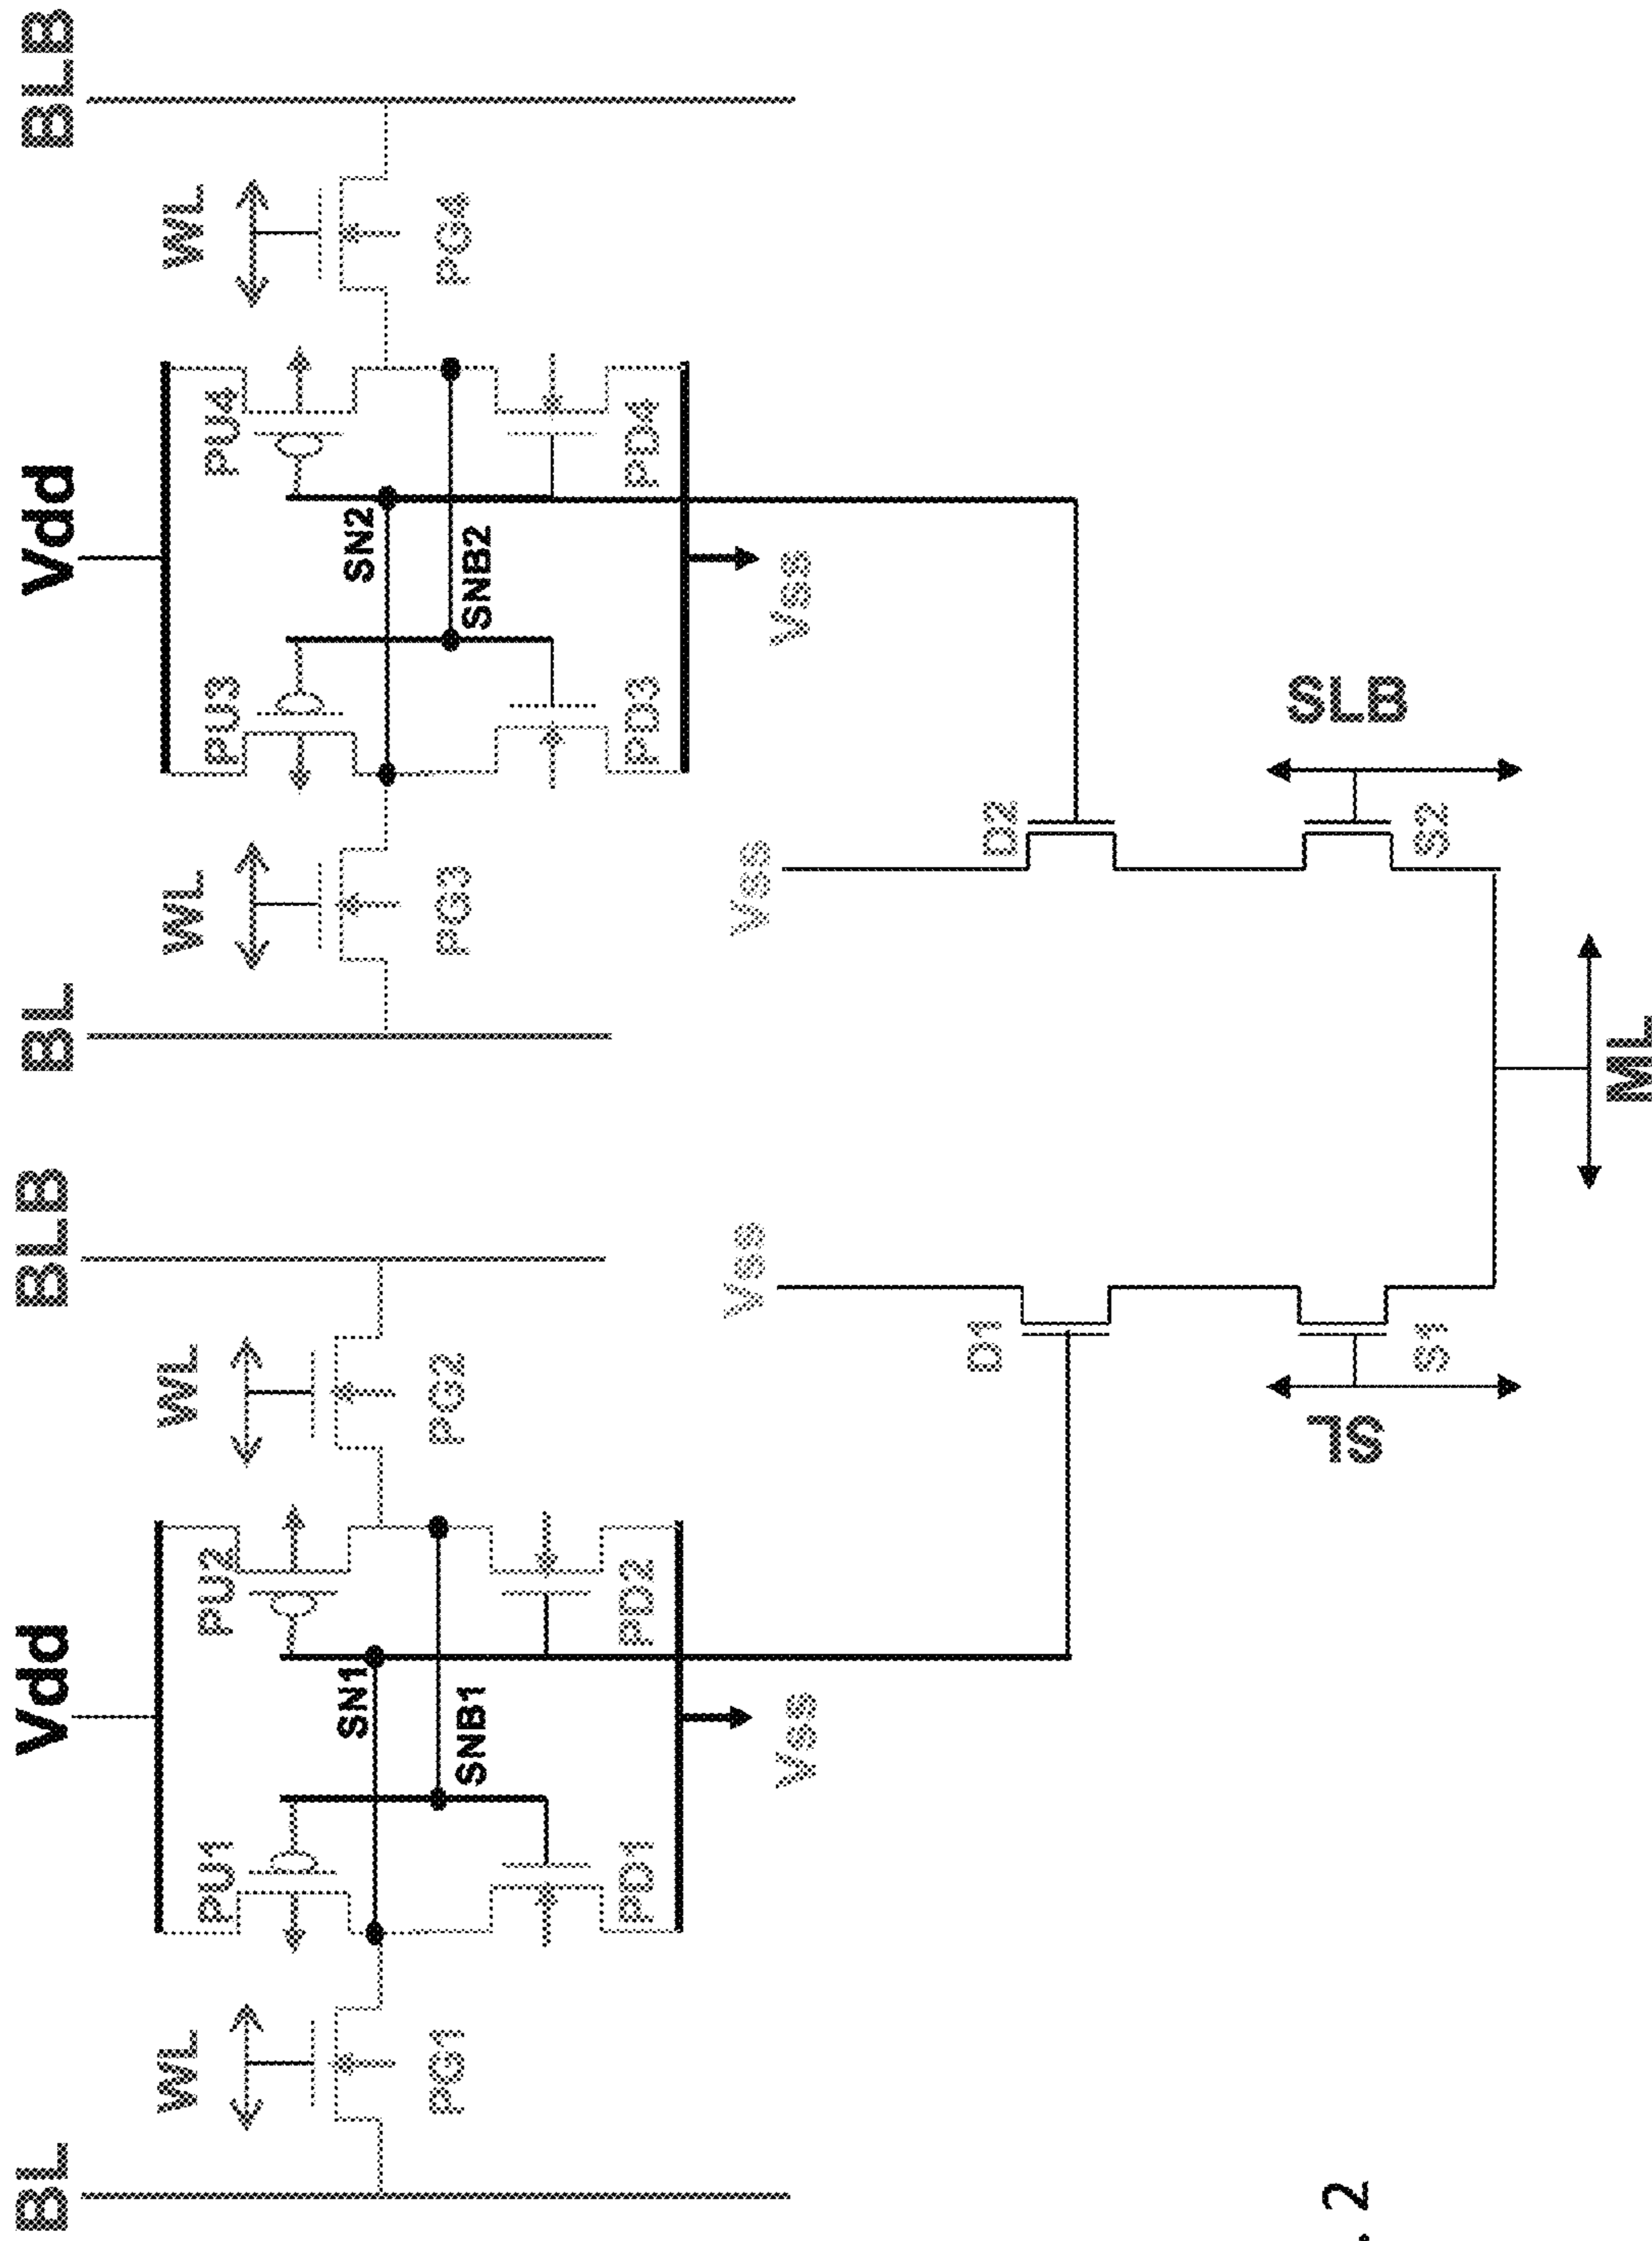 BL
Vdd
BLB
BL
Vdd
BLB
WL
PU1
PU2
WL
WL
PU3
PU4
WL
SN1
SN2
PG1
SNB1
PG2
PG3
SNB2
PG4
PD1
PD2
PD3
PD4
Vss
Vss
Vss
Vss
D1
D2
SL
SLB
S1
S2
. 2
ML